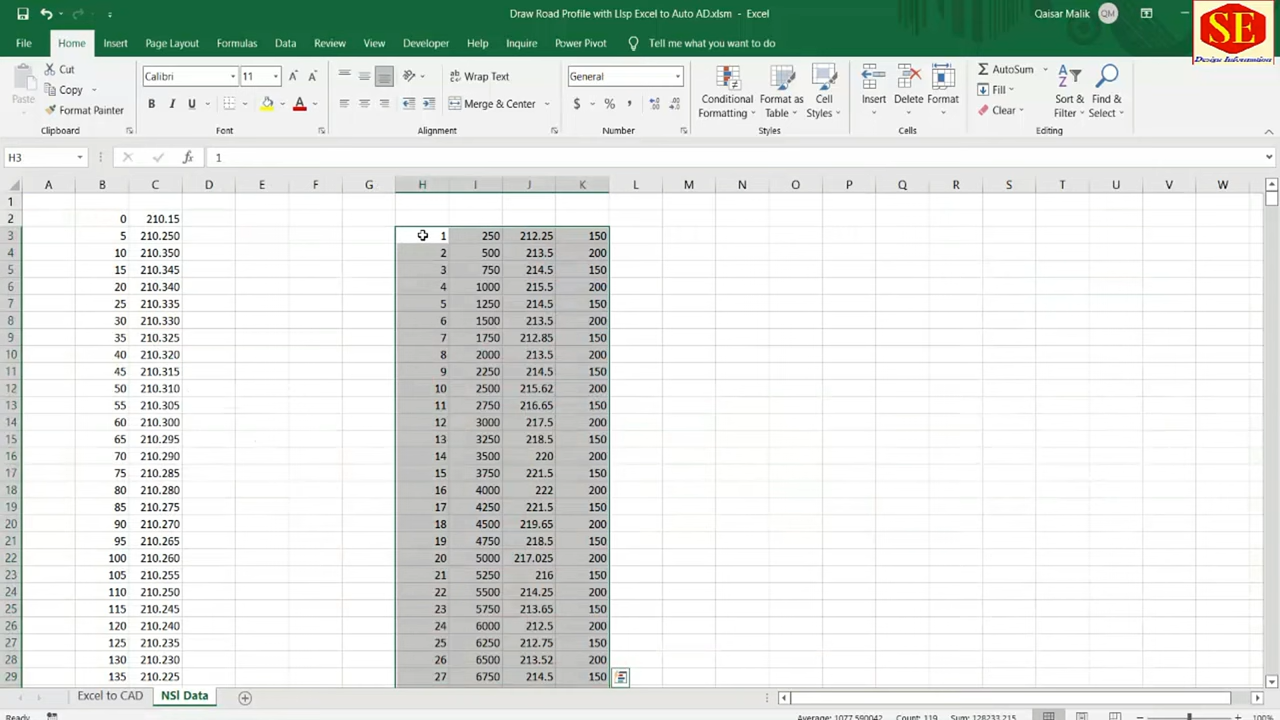 Draw Road Profile with LIsp Excel to Auto AD.xlsm - Excel
Qaisar Malik QM
SE
Design Information
File Home Insert Page Layout Formulas Data Review View Developer Help Inquire Power Pivot Tell me what you want to do
Paste
Cut
Copy
Format Painter
Clipboard
Calibri 11
B I U
Font
Wrap Text
Merge & Center
Alignment
General
$ % ,
Number
Conditional Formatting
Format as Table
Cell Styles
Styles
Insert Delete Format
Cells
AutoSum
Fill
Clear
Sort & Filter
Find & Select
Editing
H3 fx 1
A B C D E F G H I J K L M N O P Q R S T U V W
1
2 0 210.15
3 5 210.250 1 250 212.25 150
4 10 210.350 2 500 213.5 200
5 15 210.345 3 750 214.5 150
6 20 210.340 4 1000 215.5 200
7 25 210.335 5 1250 214.5 150
8 30 210.330 6 1500 213.5 200
9 35 210.325 7 1750 212.85 150
10 40 210.320 8 2000 213.5 200
11 45 210.315 9 2250 214.5 150
12 50 210.310 10 2500 215.62 200
13 55 210.305 11 2750 216.65 150
14 60 210.300 12 3000 217.5 200
15 65 210.295 13 3250 218.5 150
16 70 210.290 14 3500 220 200
17 75 210.285 15 3750 221.5 150
18 80 210.280 16 4000 222 200
19 85 210.275 17 4250 221.5 150
20 90 210.270 18 4500 219.65 200
21 95 210.265 19 4750 218.5 150
22 100 210.260 20 5000 217.025 200
23 105 210.255 21 5250 216 150
24 110 210.250 22 5500 214.25 200
25 115 210.245 23 5750 213.65 150
26 120 210.240 24 6000 212.5 200
27 125 210.235 25 6250 212.75 150
28 130 210.230 26 6500 213.52 200
29 135 210.225 27 6750 214.5 150
Excel to CAD NSI Data
Ready Average: 1077.590042 Count: 119 Sum: 128233.215 100%